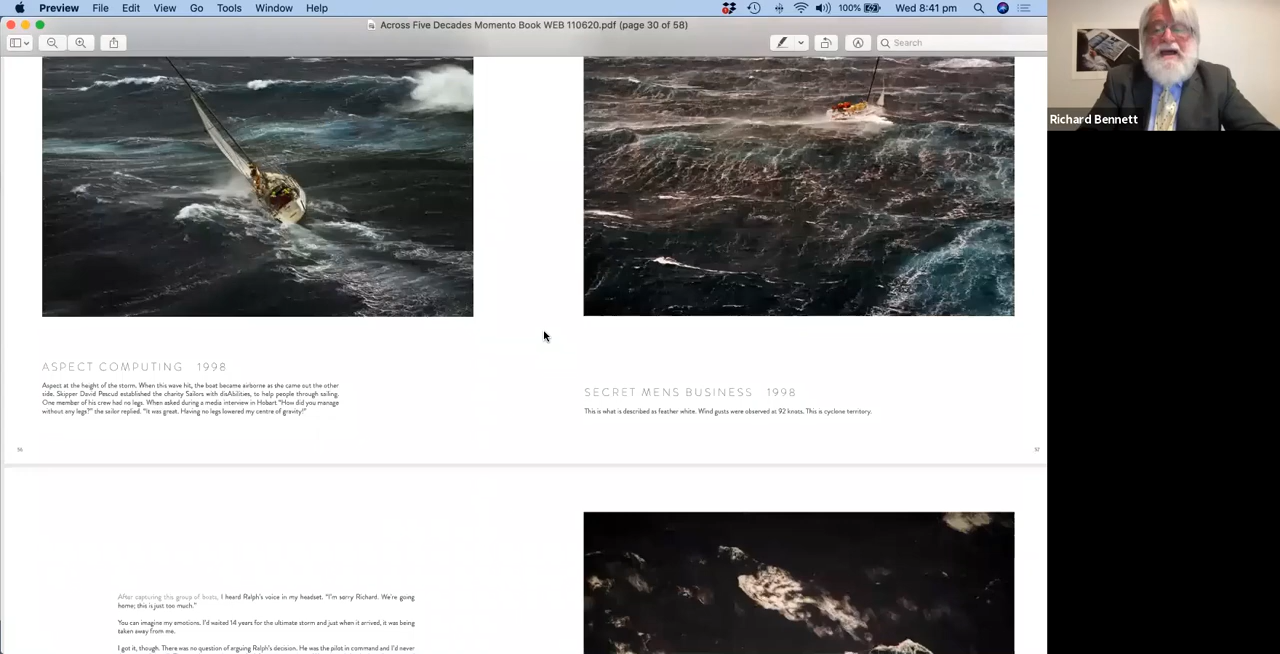 Preview File Edit View Go Tools Window Help
100% Wed 8:41 pm
Across Five Decades Momento Book WEB 110620.pdf (page 30 of 58)
Search
Richard Bennett
ASPECT COMPUTING 1998
Aspect at the height of the storm. When this wave hit, the boat became airborne as she came out the other
side. Skipper David Pescud established the charity Sailors with disAbilities, to help people through sailing.
One member of his crew had no legs. When asked during a media interview in Hobart "How did you manage
without any legs?" the sailor replied. "It was great. Having no legs lowered my centre of gravity!"
SECRET MENS BUSINESS 1998
This is what is described as feather white. Wind gusts were observed at 92 knots. This is cyclone territory.
56
57
After capturing this group of boats, I heard Ralph's voice in my headset. "I'm sorry Richard. We're going
home; this is just too much."
You can imagine my emotions. I'd waited 14 years for the ultimate storm and just when it arrived, it was being
taken away from me.
I got it, though. There was no question of arguing Ralph's decision. He was the pilot in command and I'd never